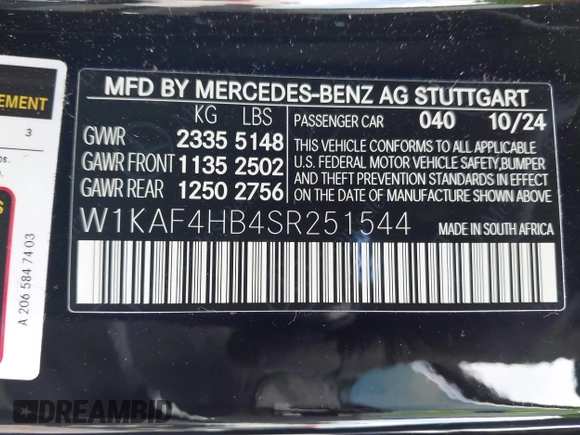 MFD BY MERCEDES-BENZ AG STUTTGART
KG LBS
GWWR 2335 5148
GAWR FRONT 1135 2502
GAWR REAR 1250 2756
PASSENGER CAR 040 10/24
THIS VEHICLE CONFORMS TO ALL APPLICABLE
U.S. FEDERAL MOTOR VEHICLE SAFETY, BUMPER
AND THEFT PREVENTION STANDARDS IN EFFECT
ON THE DATE OF MANUFACTURE SHOWN ABOVE.
W1KAF4HB4SR251544
MADE IN SOUTH AFRICA
EMENT
3
A 206 584 74 03
DREAMBID